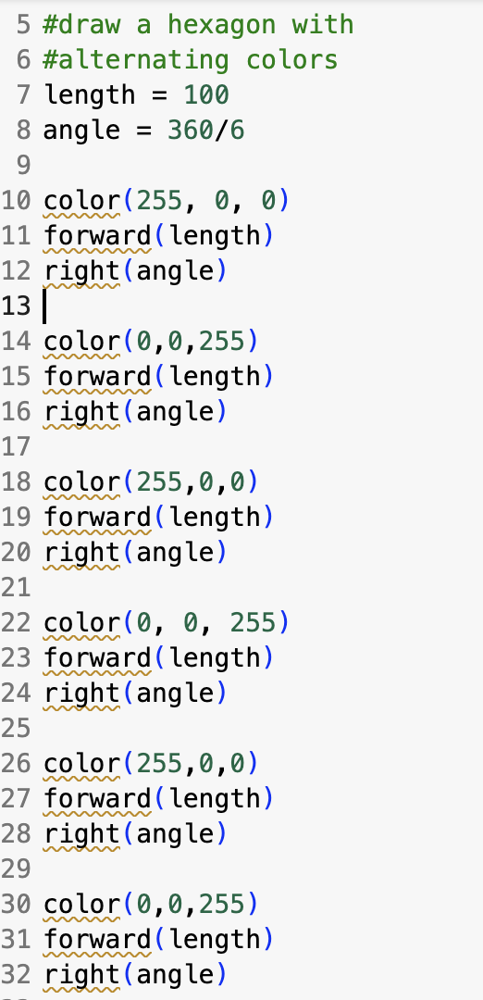 5 #draw a hexagon with
6 #alternating colors
7 length = 100
8 angle = 360/6
9
10 color(255, 0, 0)
11 forward(length)
12 right(angle)
13
14 color(0,0,255)
15 forward(length)
16 right(angle)
17
18 color(255,0,0)
19 forward(length)
20 right(angle)
21
22 color(0, 0, 255)
23 forward(length)
24 right(angle)
25
26 color(255,0,0)
27 forward(length)
28 right(angle)
29
30 color(0,0,255)
31 forward(length)
32 right(angle)